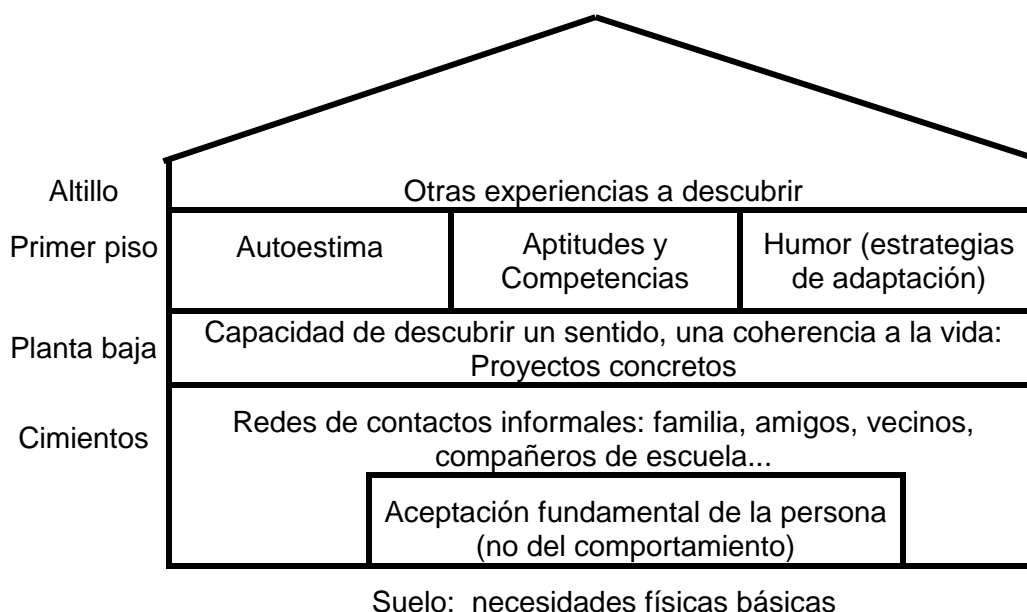 Altillo
Otras experiencias a descubrir
Primer piso
Autoestima
Aptitudes y
Competencias
Humor (estrategias
de adaptación)
Planta baja
Capacidad de descubrir un sentido, una coherencia a la vida:
Proyectos concretos
Cimientos
Redes de contactos informales: familia, amigos, vecinos,
compañeros de escuela...
Aceptación fundamental de la persona
(no del comportamiento)
Suelo: necesidades físicas básicas